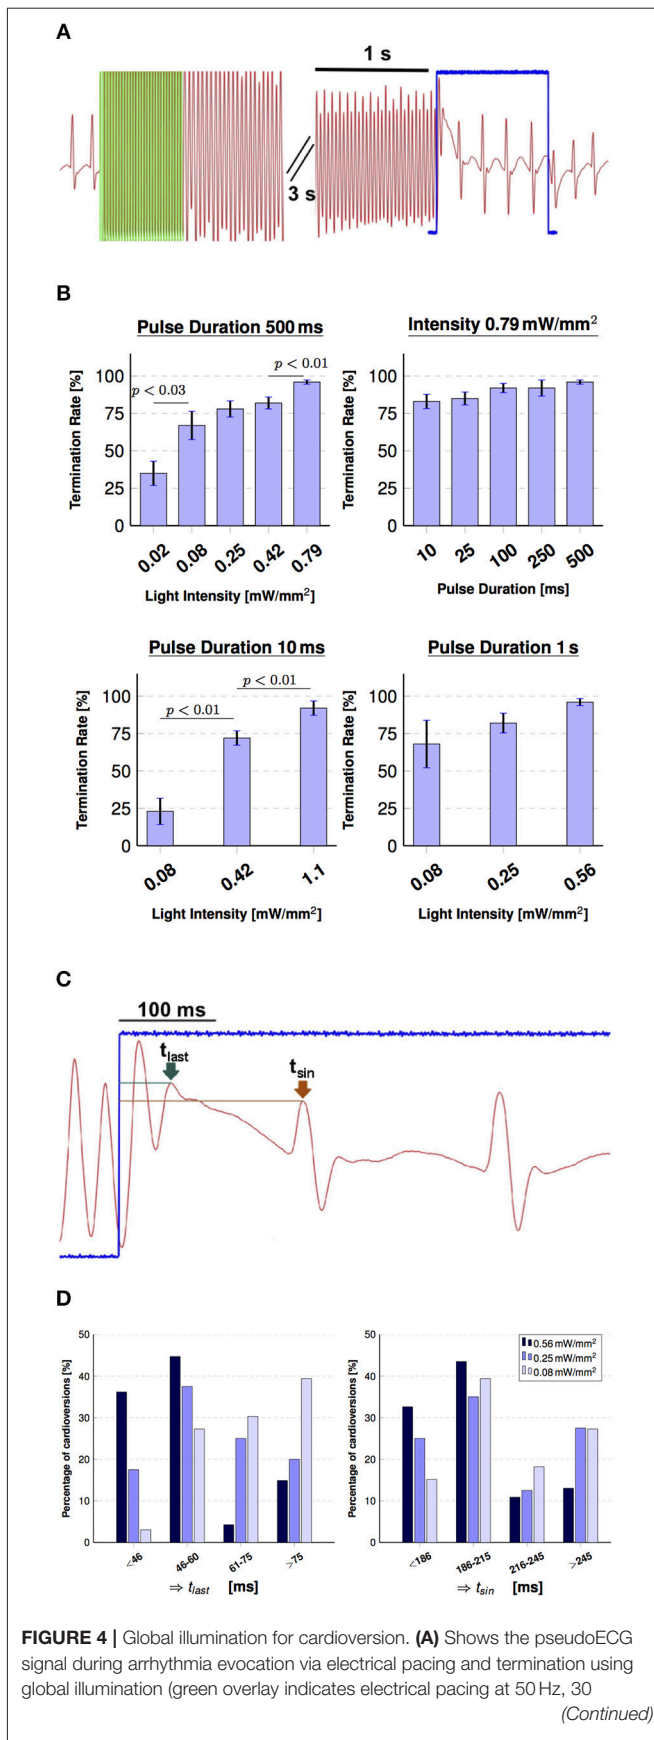 A
1 s
3 s
B
Pulse Duration 500 ms
Termination Rate [%]
100
75
50
25
0
p < 0.03
p < 0.01
0.02
0.08
0.25
0.42
0.79
Light Intensity [mW/mm²]
Intensity 0.79 mW/mm²
Termination Rate [%]
100
75
50
25
0
10
25
100
250
500
Pulse Duration [ms]
Pulse Duration 10 ms
Termination Rate [%]
100
75
50
25
0
p < 0.01
p < 0.01
0.08
0.42
1.1
Light Intensity [mW/mm²]
Pulse Duration 1 s
Termination Rate [%]
100
75
50
25
0
0.08
0.25
0.56
Light Intensity [mW/mm²]
C
100 ms
t_last
t_sin
D
Percentage of cardioversions [%]
50
40
30
20
10
0
<46
46-60
61-75
>75
⇒ t_last [ms]
Percentage of cardioversions [%]
50
40
30
20
10
0
0.56 mW/mm²
0.25 mW/mm²
0.08 mW/mm²
<186
186-215
216-245
>245
⇒ t_sin [ms]
FIGURE 4 | Global illumination for cardioversion. (A) Shows the pseudoECG
signal during arrhythmia evocation via electrical pacing and termination using
global illumination (green overlay indicates electrical pacing at 50 Hz, 30
(Continued)